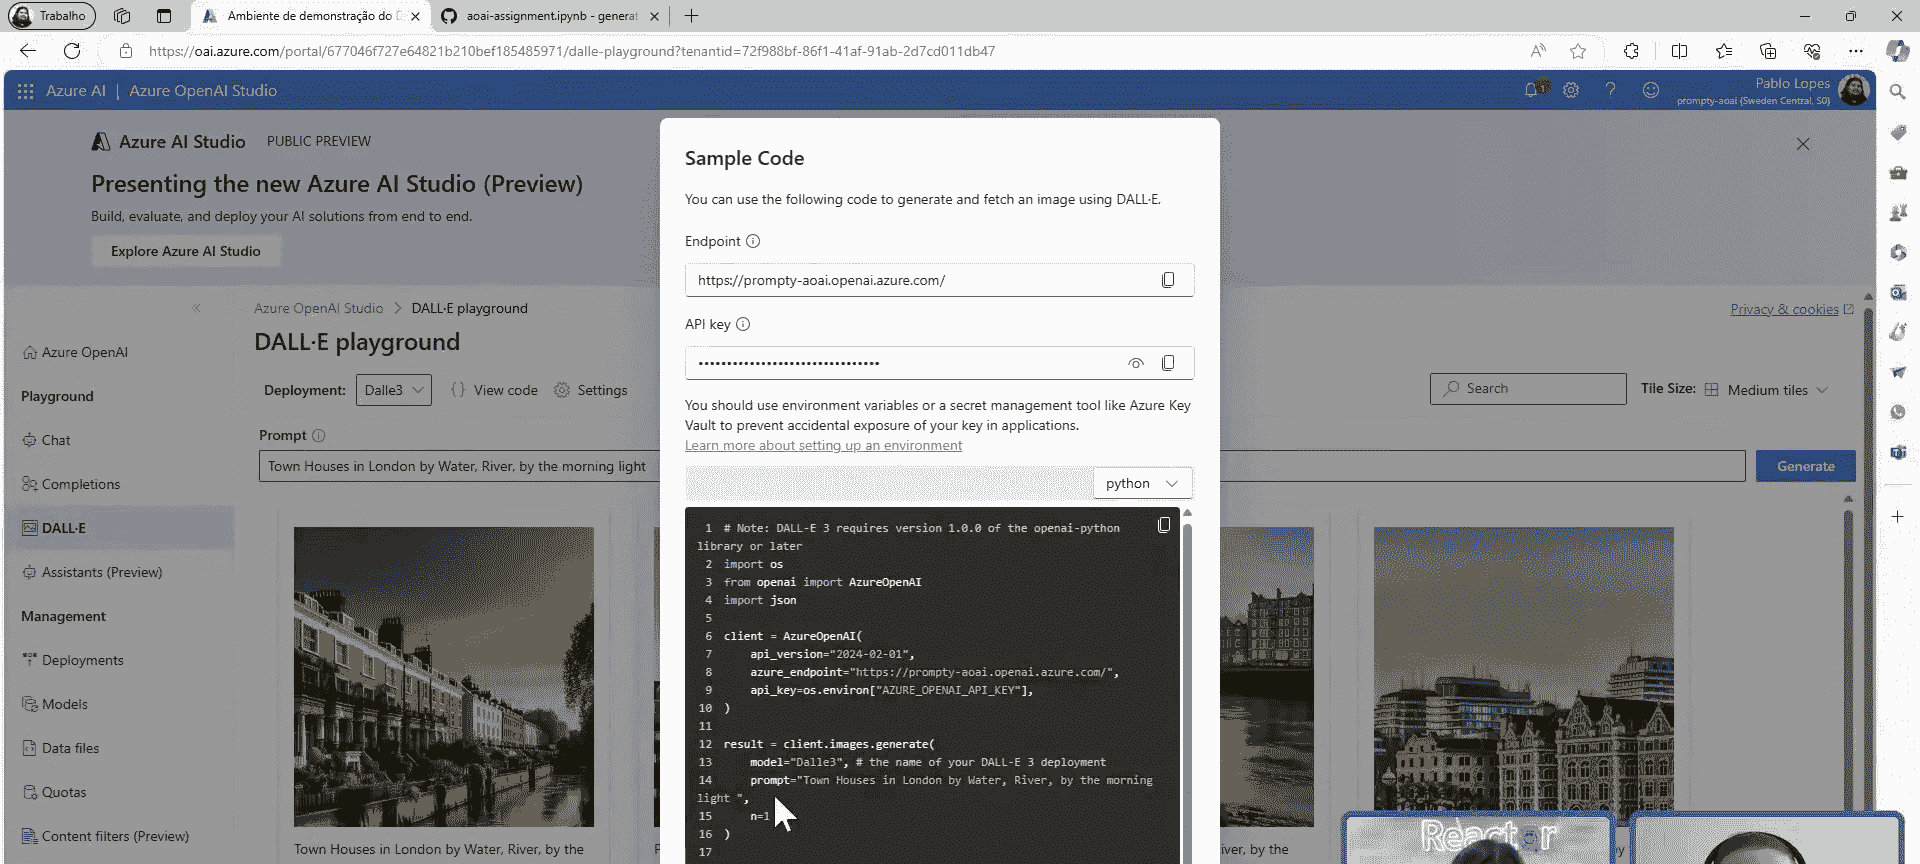 Trabalho
Ambiente de demonstração do D
aoai-assignment.ipynb - generat
https://oai.azure.com/portal/677046f727e64821b210bef185485971/dalle-playground?tenantid=72f988bf-86f1-41af-91ab-2d7cd011db47
Azure AI | Azure OpenAI Studio
Pablo Lopes
prompty-aoai (Sweden Central, S0)
Azure AI Studio PUBLIC PREVIEW
Presenting the new Azure AI Studio (Preview)
Build, evaluate, and deploy your AI solutions from end to end.
Explore Azure AI Studio
Azure OpenAI
Playground
Chat
Completions
DALL·E
Assistants (Preview)
Management
Deployments
Models
Data files
Quotas
Content filters (Preview)
Azure OpenAI Studio > DALL·E playground
Privacy & cookies
DALL·E playground
Deployment: Dalle3 View code Settings
Search Tile Size: Medium tiles
Prompt
Town Houses in London by Water, River, by the morning light
Generate
Town Houses in London by Water, River, by the
iver, by the
Sample Code
You can use the following code to generate and fetch an image using DALL·E.
Endpoint
https://prompty-aoai.openai.azure.com/
API key
••••••••••••••••••••••••••••••••
You should use environment variables or a secret management tool like Azure Key
Vault to prevent accidental exposure of your key in applications.
Learn more about setting up an environment
python
1 # Note: DALL-E 3 requires version 1.0.0 of the openai-python
library or later
2 import os
3 from openai import AzureOpenAI
4 import json
5
6 client = AzureOpenAI(
7 api_version="2024-02-01",
8 azure_endpoint="https://prompty-aoai.openai.azure.com/",
9 api_key=os.environ["AZURE_OPENAI_API_KEY"],
10 )
11
12 result = client.images.generate(
13 model="Dalle3", # the name of your DALL-E 3 deployment
14 prompt="Town Houses in London by Water, River, by the morning
light ",
15 n=1
16 )
17